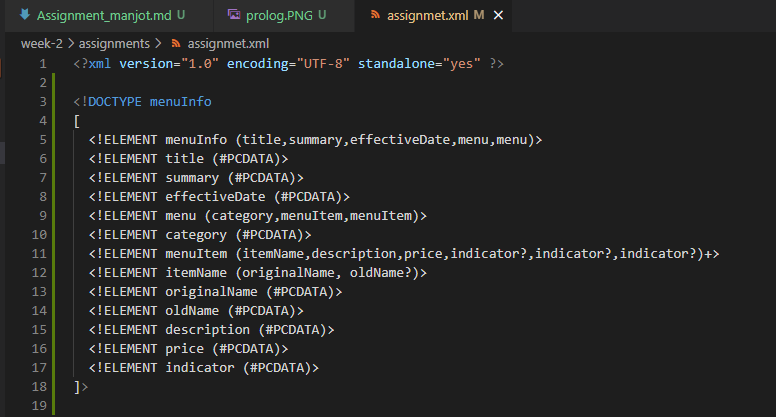 Assignment_manjot.md U prolog.PNG U assignmet.xml M
week-2 > assignments > assignmet.xml
1 <?xml version="1.0" encoding="UTF-8" standalone="yes" ?>
2
3 <!DOCTYPE menuInfo
4 [
5 <!ELEMENT menuInfo (title,summary,effectiveDate,menu,menu)>
6 <!ELEMENT title (#PCDATA)>
7 <!ELEMENT summary (#PCDATA)>
8 <!ELEMENT effectiveDate (#PCDATA)>
9 <!ELEMENT menu (category,menuItem,menuItem)>
10 <!ELEMENT category (#PCDATA)>
11 <!ELEMENT menuItem (itemName,description,price,indicator?,indicator?,indicator?)+>
12 <!ELEMENT itemName (originalName, oldName?)>
13 <!ELEMENT originalName (#PCDATA)>
14 <!ELEMENT oldName (#PCDATA)>
15 <!ELEMENT description (#PCDATA)>
16 <!ELEMENT price (#PCDATA)>
17 <!ELEMENT indicator (#PCDATA)>
18 ]>
19